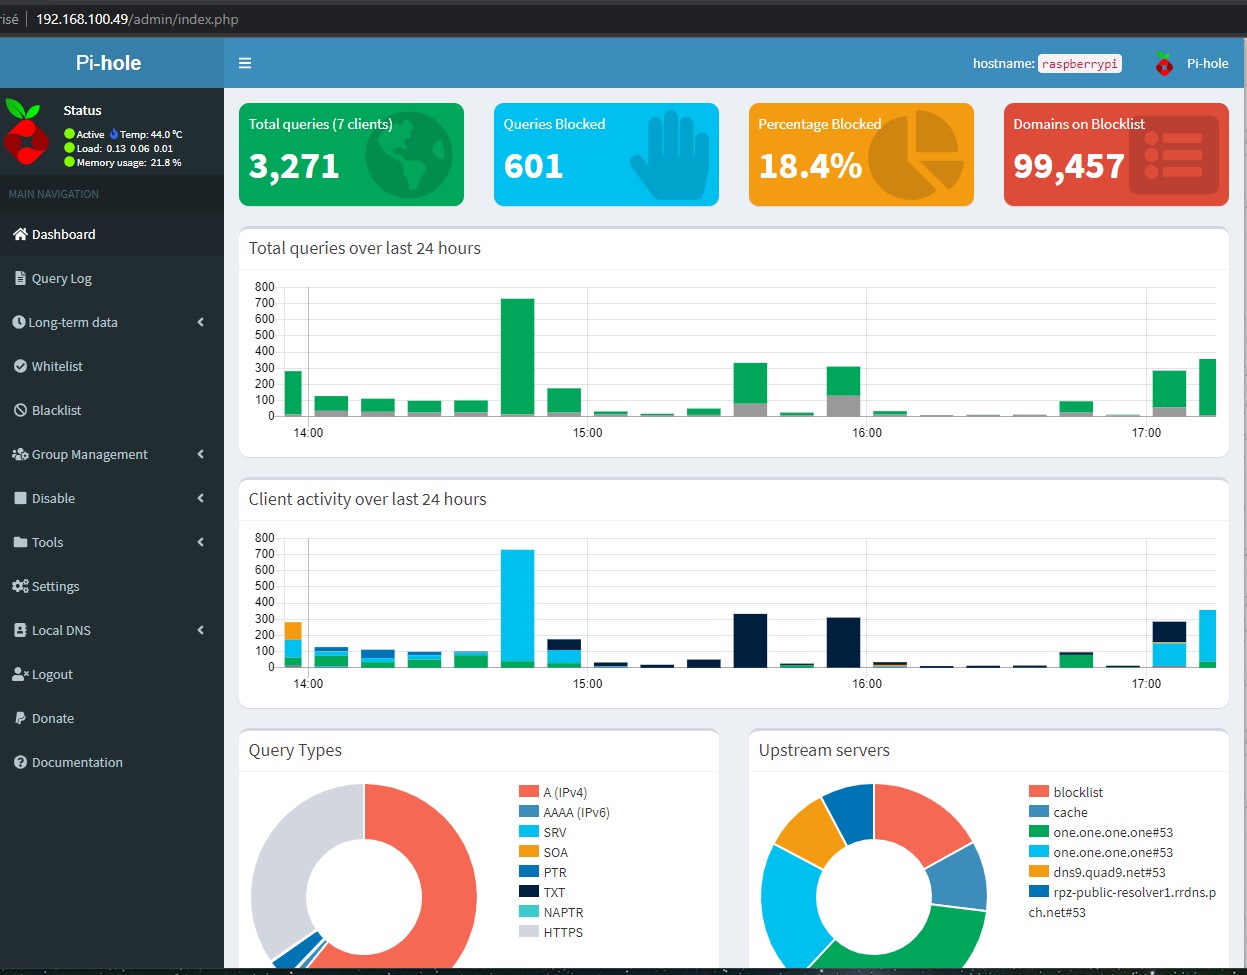 risé 192.168.100.49/admin/index.php
Pi-hole
hostname: raspberrypi
Pi-hole
Status
Active Temp: 44.0 °C
Load: 0.13 0.06 0.01
Memory usage: 21.8 %
MAIN NAVIGATION
Dashboard
Query Log
Long-term data
Whitelist
Blacklist
Group Management
Disable
Tools
Settings
Local DNS
Logout
Donate
Documentation
Total queries (7 clients)
3,271
Queries Blocked
601
Percentage Blocked
18.4%
Domains on Blocklist
99,457
Total queries over last 24 hours
800
700
600
500
400
300
200
100
0
14:00 15:00 16:00 17:00
Client activity over last 24 hours
800
700
600
500
400
300
200
100
0
14:00 15:00 16:00 17:00
Query Types
A (IPv4)
AAAA (IPv6)
SRV
SOA
PTR
TXT
NAPTR
HTTPS
Upstream servers
blocklist
cache
one.one.one.one#53
one.one.one.one#53
dns9.quad9.net#53
rpz-public-resolver1.rrdns.p
ch.net#53